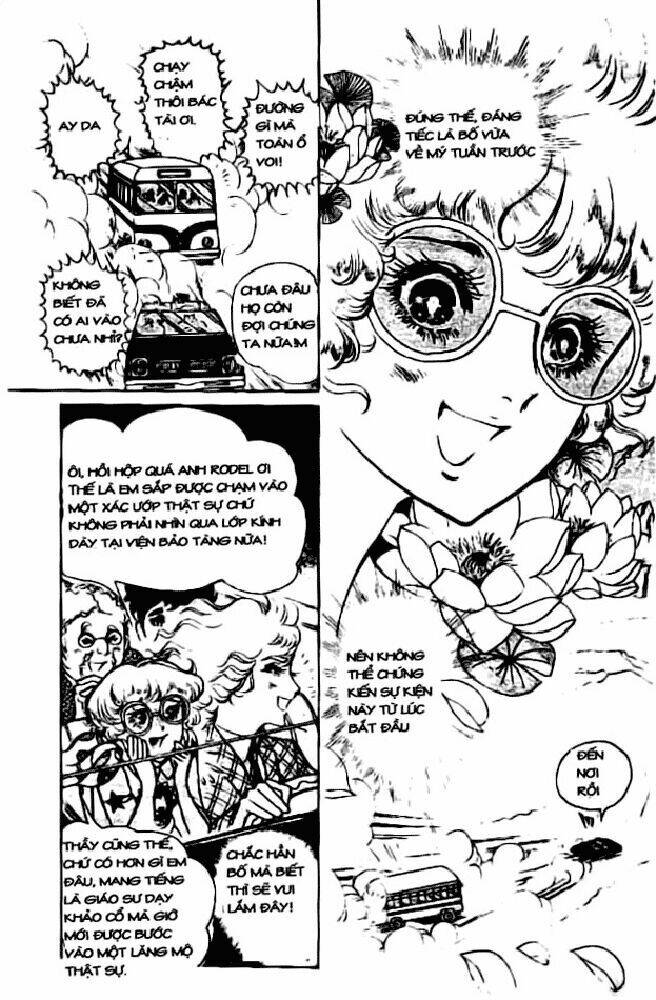 CHẠY
CHẬM
THÔI BÁC
TÀI ƠI.
AY DA
ĐƯỜNG
GÌ MÀ
TOÀN Ổ
VOI!
KHÔNG
BIẾT ĐÃ
CÓ AI VÀO
CHƯA NHỈ?
CHƯA ĐÂU
HỌ CÒN
ĐỢI CHÚNG
TA NỮA
ÔI, HỒI HỘP QUÁ ANH RODEL ƠI
THẾ LÀ EM SẮP ĐƯỢC CHẠM VÀO
MỘT XÁC ƯỚP THẬT SỰ CHỨ
KHÔNG PHẢI NHÌN QUA LỚP KÍNH
DÀY TẠI VIỆN BẢO TÀNG NỮA!
THẦY CŨNG THẾ,
CHỨ CÓ HƠN GÌ EM
ĐÂU, MANG TIẾNG
LÀ GIÁO SƯ DẠY
KHẢO CỔ MÀ GIỜ
MỚI ĐƯỢC BƯỚC
VÀO MỘT LĂNG MỘ
THẬT SỰ.
CHẮC HẲN
BỐ MÀ BIẾT
THÌ SẼ VUI
LẮM ĐÂY!
ĐÚNG THẾ, ĐÁNG
TIẾC LÀ BỐ VỪA
VỀ MỸ TUẦN TRƯỚC
NÊN KHÔNG
THỂ CHỨNG
KIẾN SỰ KIỆN
NÀY TỪ LÚC
BẮT ĐẦU
ĐẾN
NƠI
RỒI